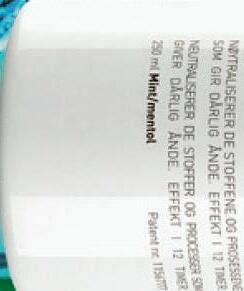 NØYTRALISERER DE STOFFENE OG PROSESSENE
SOM GIR DÅRLIG ÅNDE. EFFEKT I 12 TIMER
NEUTRALISERER DE STOFFER OG PROCESSER SOM
GIVER DÅRLIG ÅNDE. EFFEKT I 12 TIMER
250 ml Mint/mentol
Patent nr.